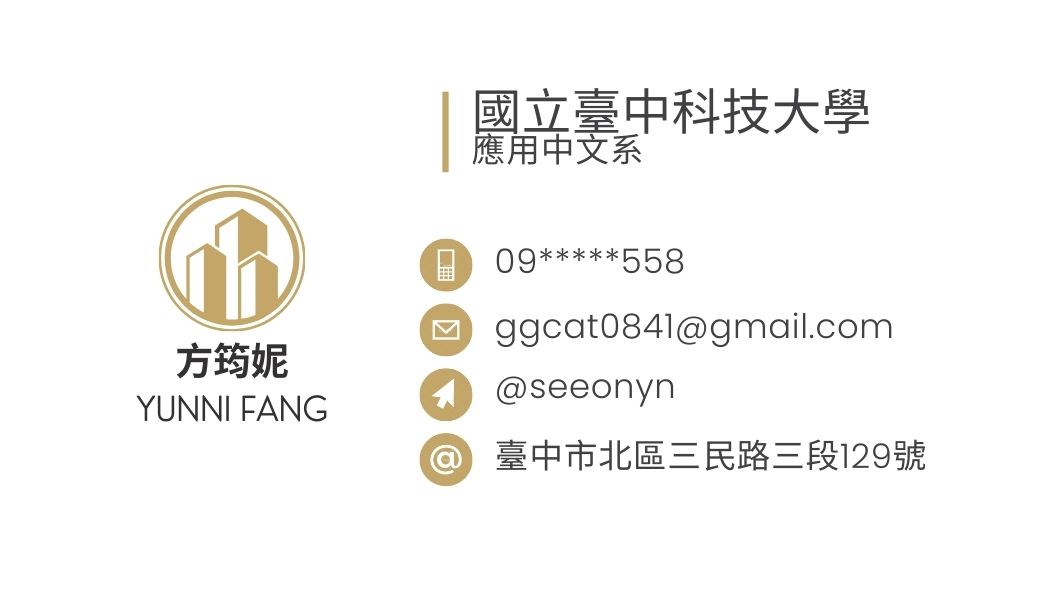 國立臺中科技大學
應用中文系
方筠妮
YUNNI FANG
09*****558
ggcat0841@gmail.com
@seeonyn
臺中市北區三民路三段129號